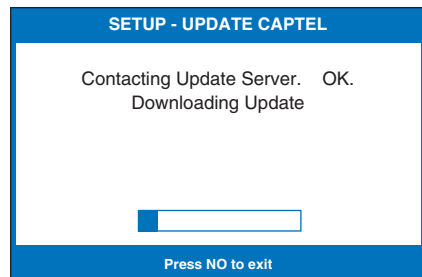 SETUP - UPDATE CAPTEL
Contacting Update Server. OK.
Downloading Update
Press NO to exit